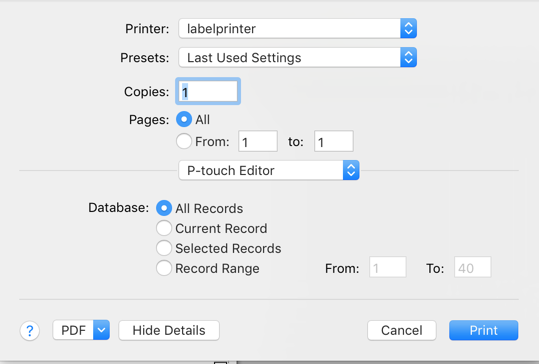 Printer: labelprinter
Presets: Last Used Settings
Copies: 1
Pages: All
From: 1 to: 1
P-touch Editor
Database: All Records
Current Record
Selected Records
Record Range From: 1 To: 40
? PDF Hide Details Cancel Print